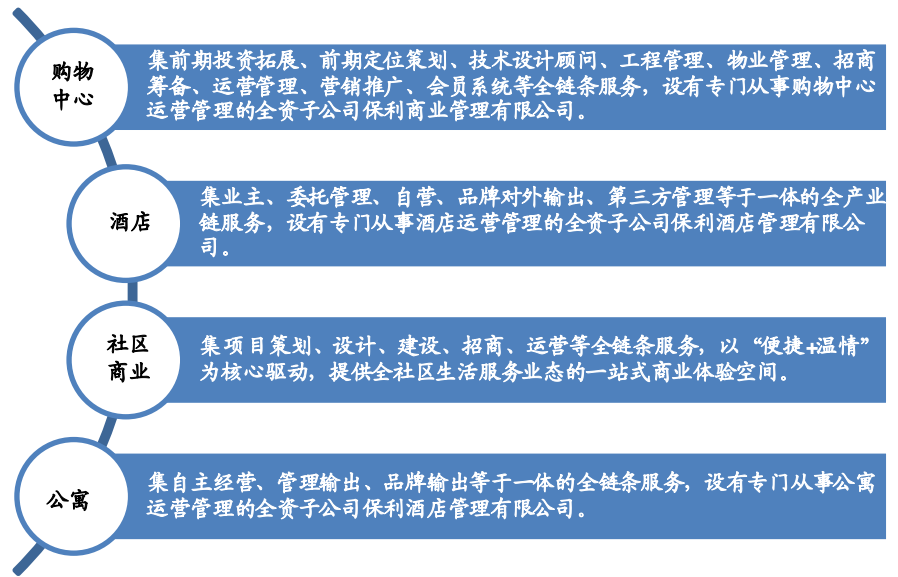 购物
中心
集前期投资拓展、前期定位策划、技术设计顾问、工程管理、物业管理、招商
筹备、运营管理、营销推广、会员系统等全链条服务，设有专门从事购物中心
运营管理的全资子公司保利商业管理有限公司。
酒店
集业主、委托管理、自营、品牌对外输出、第三方管理等于一体的全产业
链服务，设有专门从事酒店运营管理的全资子公司保利酒店管理有限公
司。
社区
商业
集项目策划、设计、建设、招商、运营等全链条服务，以“便捷+温情”
为核心驱动，提供全社区生活服务业态的一站式商业体验空间。
公寓
集自主经营、管理输出、品牌输出等于一体的全链条服务，设有专门从事公寓
运营管理的全资子公司保利酒店管理有限公司。